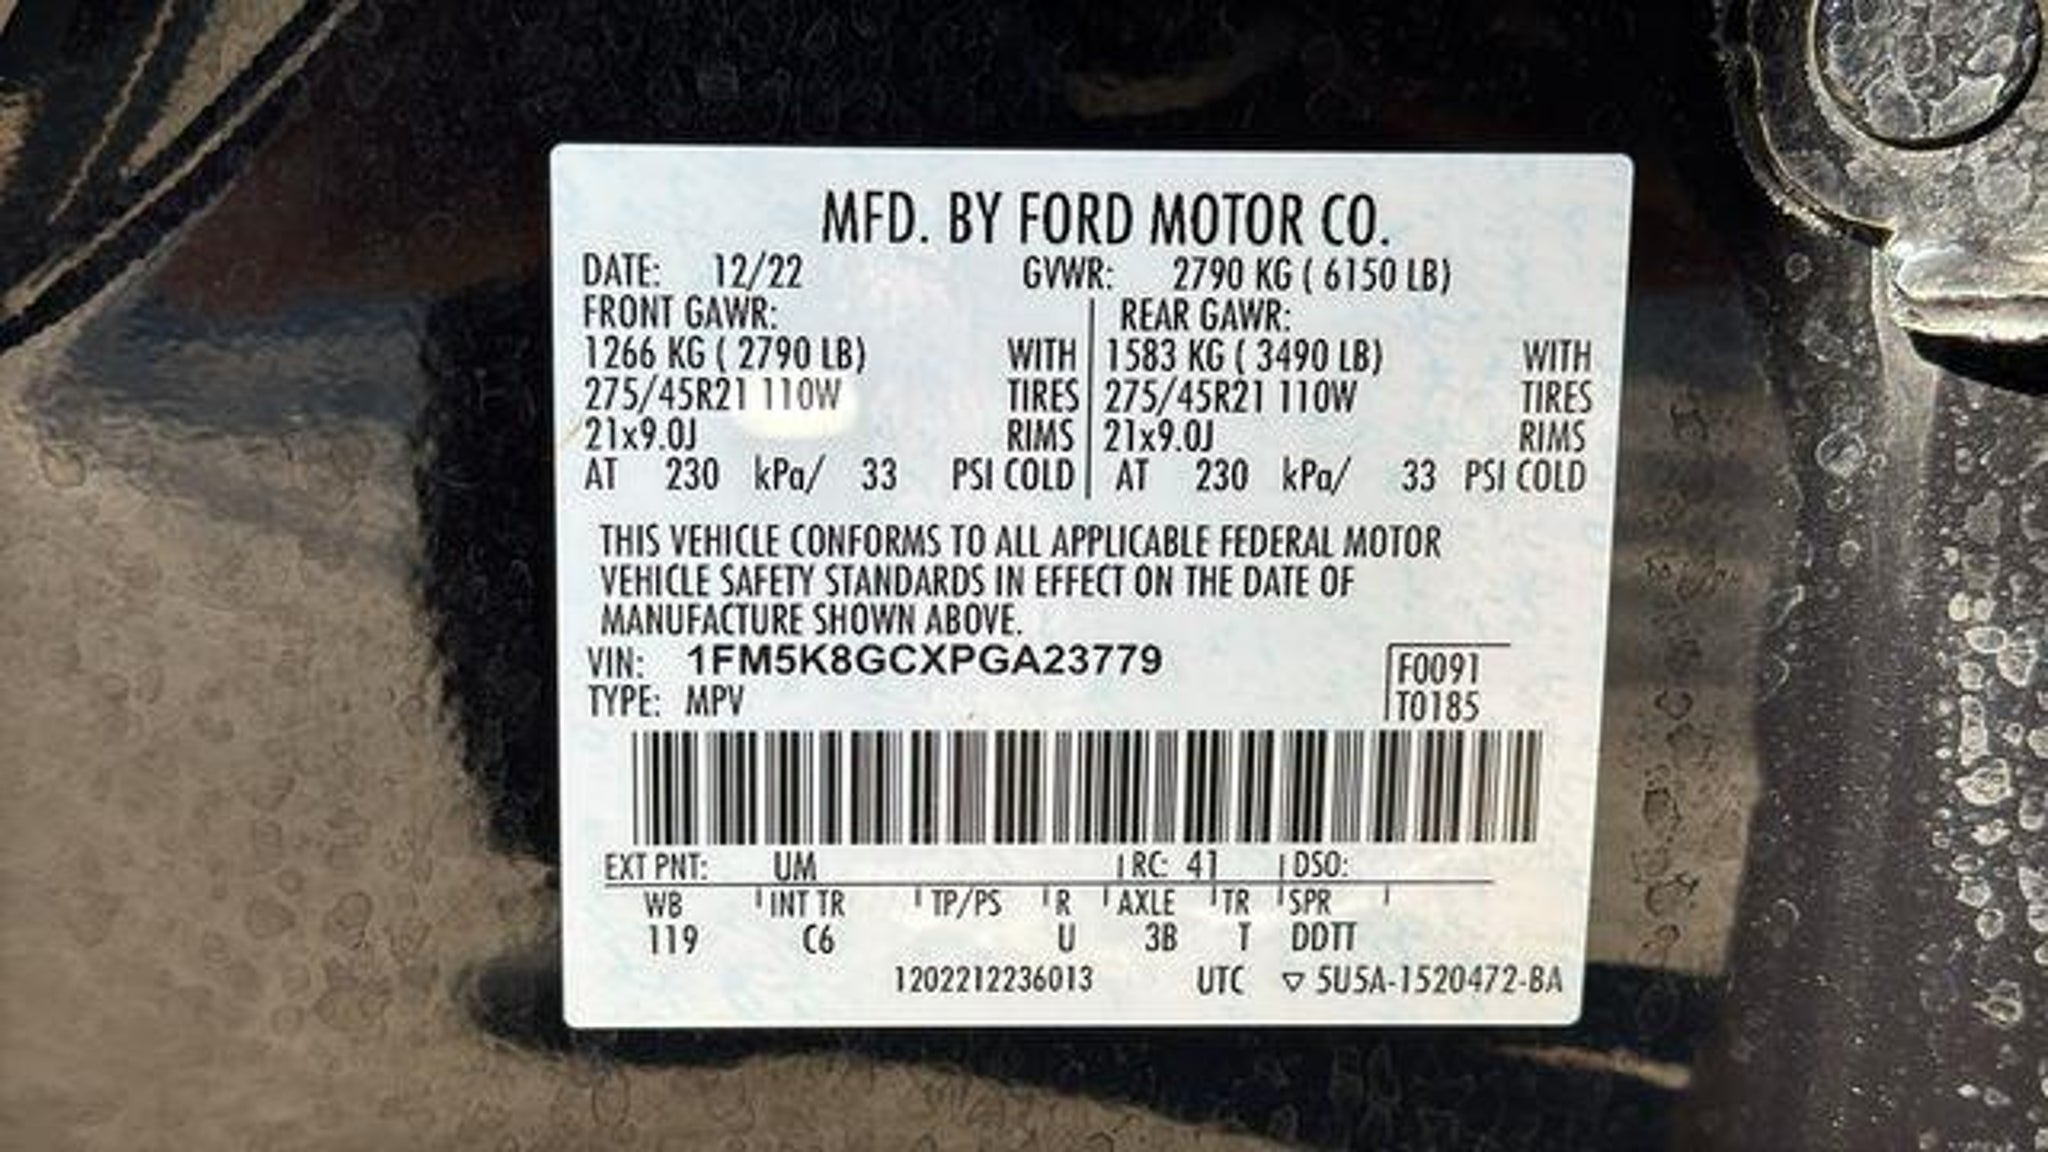 MFD. BY FORD MOTOR CO.
DATE: 12/22 GVWR: 2790 KG ( 6150 LB)
FRONT GAWR: REAR GAWR:
1266 KG ( 2790 LB) WITH 1583 KG ( 3490 LB) WITH
275/45R21 110W TIRES 275/45R21 110W TIRES
21x9.0J RIMS 21x9.0J RIMS
AT 230 kPa/ 33 PSI COLD AT 230 kPa/ 33 PSI COLD
THIS VEHICLE CONFORMS TO ALL APPLICABLE FEDERAL MOTOR
VEHICLE SAFETY STANDARDS IN EFFECT ON THE DATE OF
MANUFACTURE SHOWN ABOVE.
VIN: 1FM5K8GCXPGA23779 F0091
TYPE: MPV T0185
EXT PNT: UM RC: 41 DSO:
WB INT TR TP/PS R AXLE TR SPR
119 C6 U 3B T DDTT
1202212236013 UTC ▽ 5U5A-1520472-BA